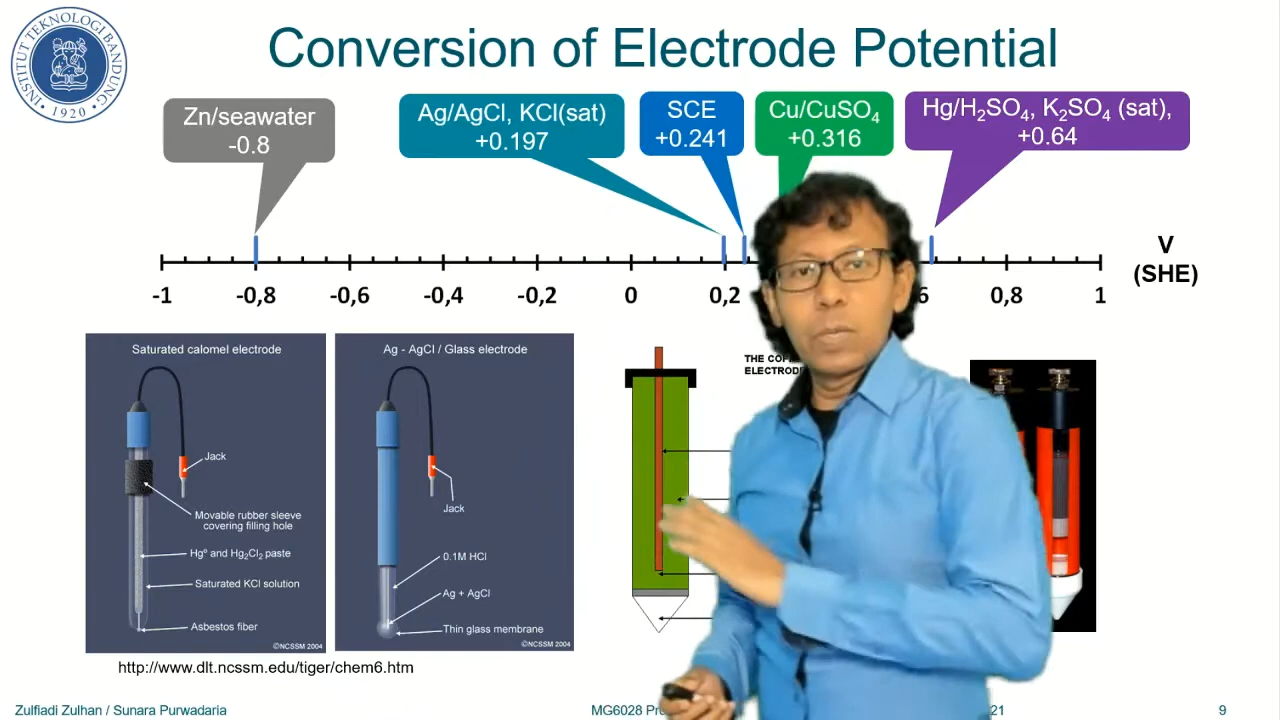 INSTITUT TEKNOLOGI BANDUNG
1920
Conversion of Electrode Potential
Zn/seawater
-0.8
Ag/AgCl, KCl(sat)
+0.197
SCE
+0.241
Cu/CuSO₄
+0.316
Hg/H₂SO₄, K₂SO₄ (sat),
+0.64
V
(SHE)
-1 -0,8 -0,6 -0,4 -0,2 0 0,2 6 0,8 1
Saturated calomel electrode
Jack
Movable rubber sleeve
covering filling hole
Hg⁰ and Hg₂Cl₂ paste
Saturated KCl solution
Asbestos fiber
©NCSSM 2004
Ag - AgCl / Glass electrode
Jack
0.1M HCl
Ag + AgCl
Thin glass membrane
©NCSSM 2004
THE
ELECTROD
http://www.dlt.ncssm.edu/tiger/chem6.htm
Zulfiadi Zulhan / Sunara Purwadaria
MG6028 21
9